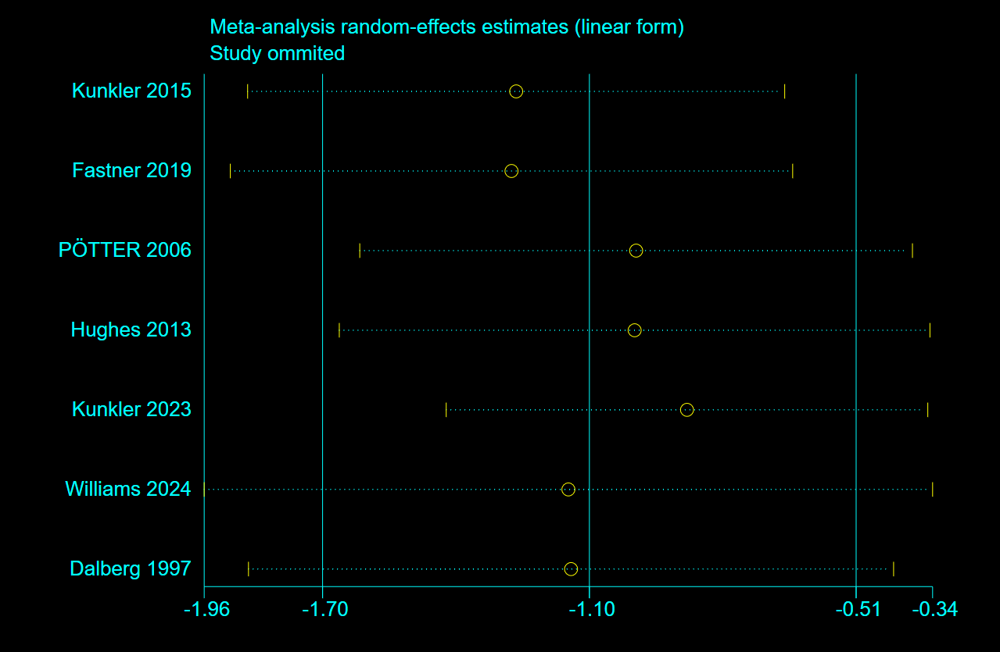 Meta-analysis random-effects estimates (linear form)
Study ommited
Kunkler 2015
Fastner 2019
PÖTTER 2006
Hughes 2013
Kunkler 2023
Williams 2024
Dalberg 1997
-1.96 -1.70 -1.10 -0.51 -0.34